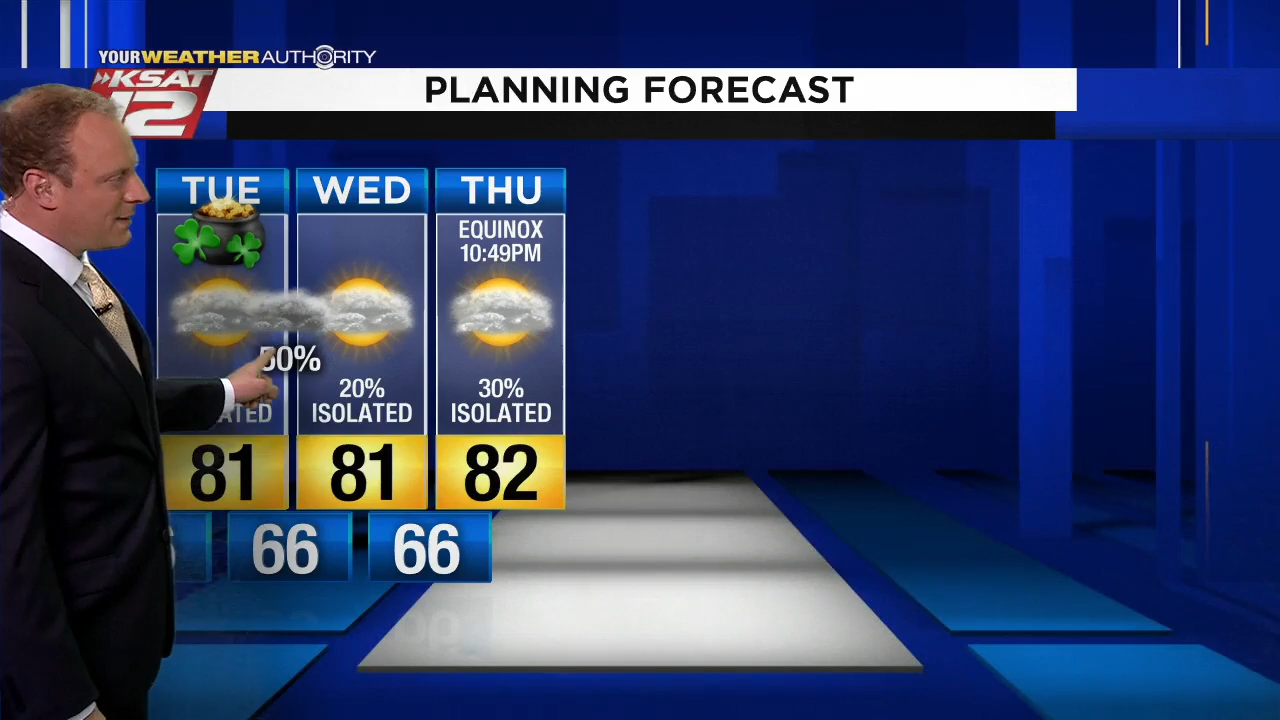 YOURWEATHERAUTHORITY
KSAT
12
PLANNING FORECAST
TUE
WED
THU
EQUINOX
10:49PM
50%
20%
ISOLATED
30%
ISOLATED
81
81
82
66
66